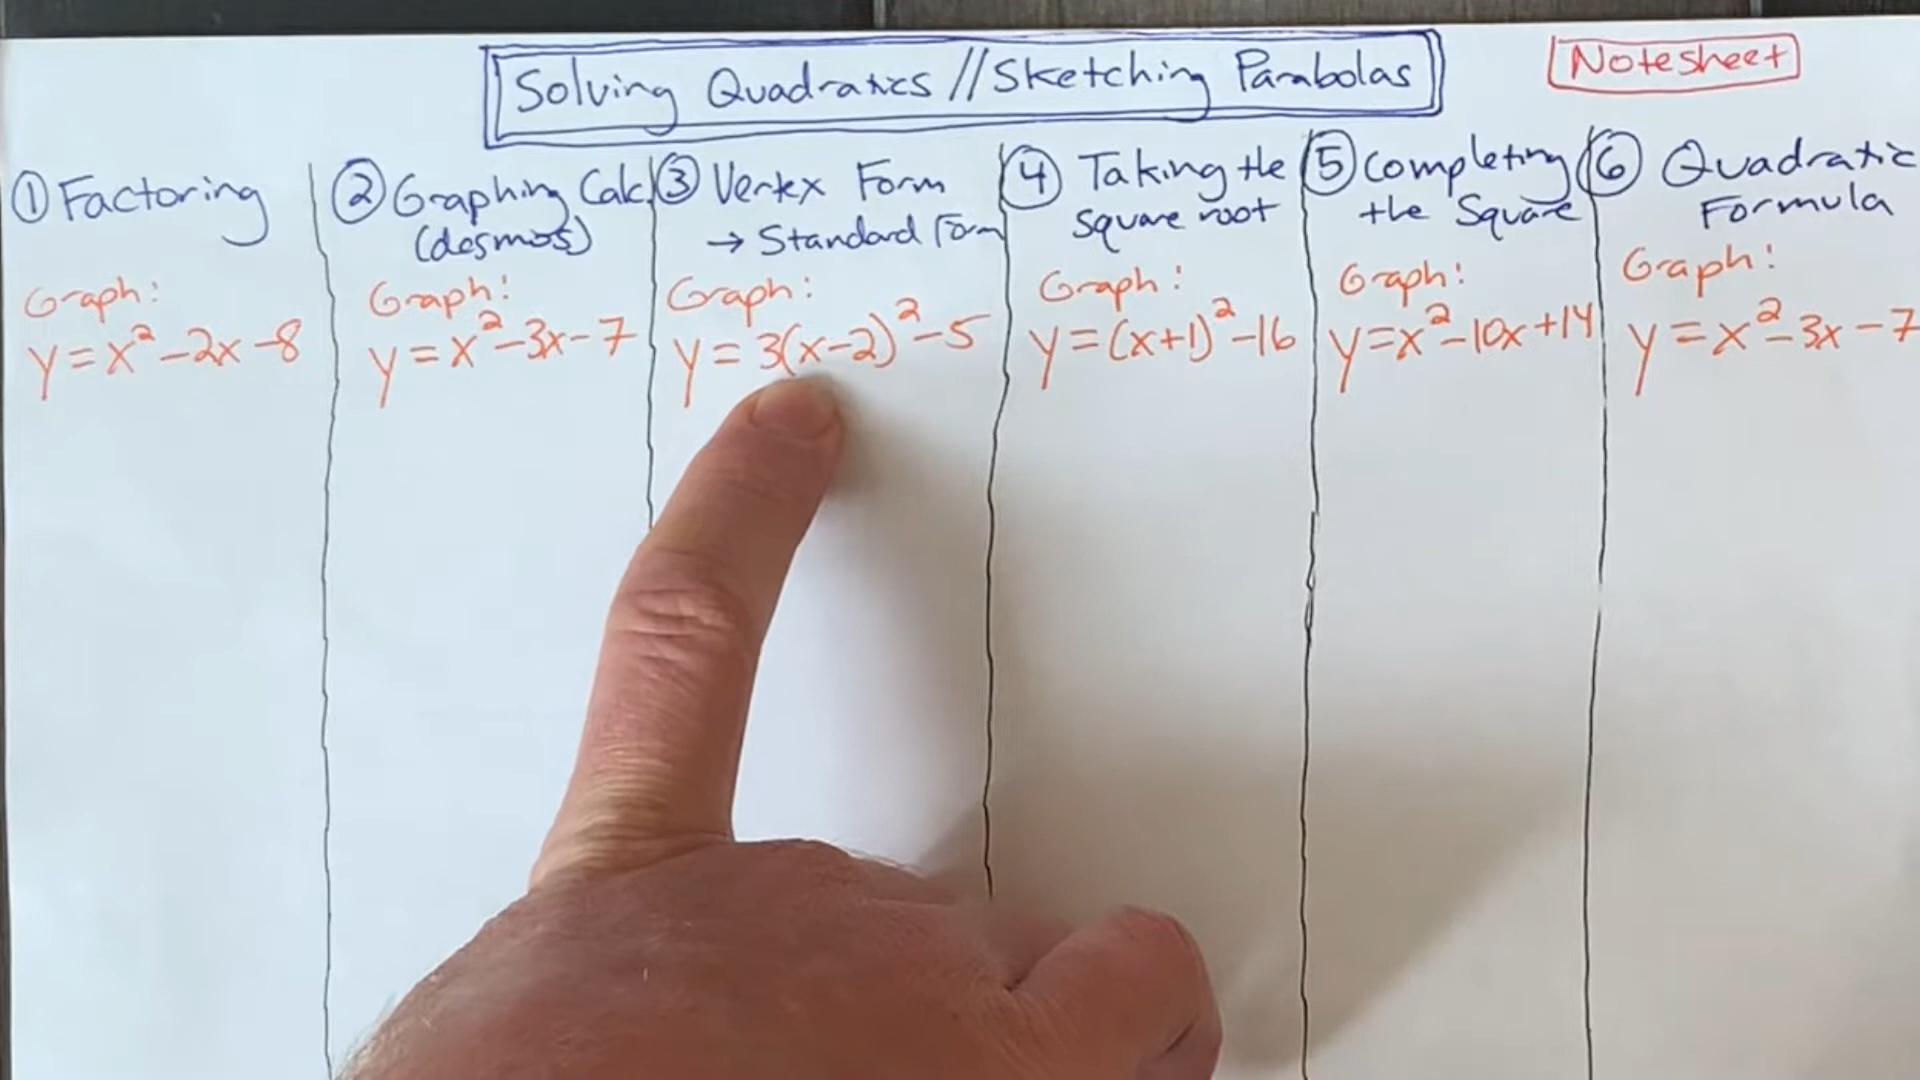 Solving Quadratics // Sketching Parabolas
Notesheet
① Factoring
Graph:
y = x² - 2x - 8
② Graphing Calc
(desmos)
Graph:
y = x² - 3x - 7
③ Vertex Form
→ Standard Form
Graph:
y = 3(x-2)² - 5
④ Taking the
square root
Graph:
y = (x+1)² - 16
⑤ Completing
the Square
Graph:
y = x² - 10x + 14
⑥ Quadratic
Formula
Graph:
y = x² - 3x - 7